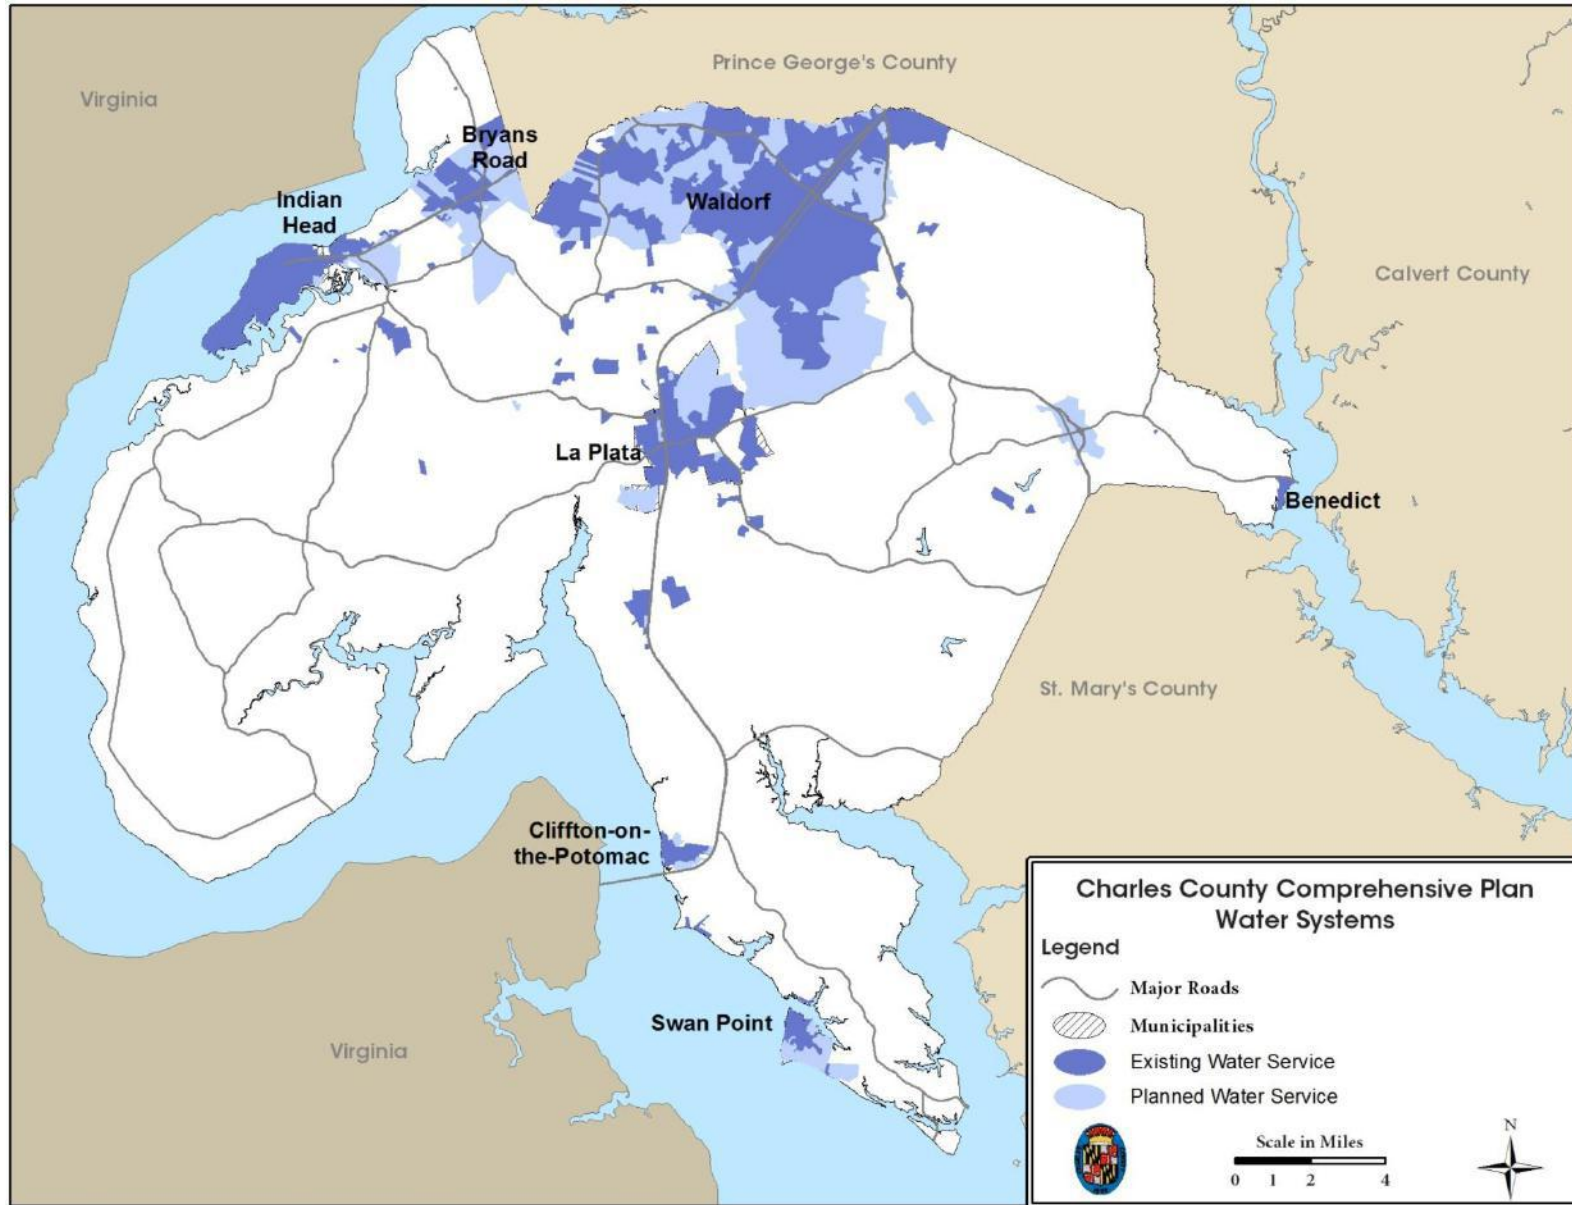 Virginia
Prince George's County
Bryans
Road
Indian
Head
Waldorf
Calvert County
La Plata
Benedict
St. Mary's County
Cliffton-on-
the-Potomac
Swan Point
Virginia
Charles County Comprehensive Plan
Water Systems
Legend
Major Roads
Municipalities
Existing Water Service
Planned Water Service
Scale in Miles
0 1 2 4
N